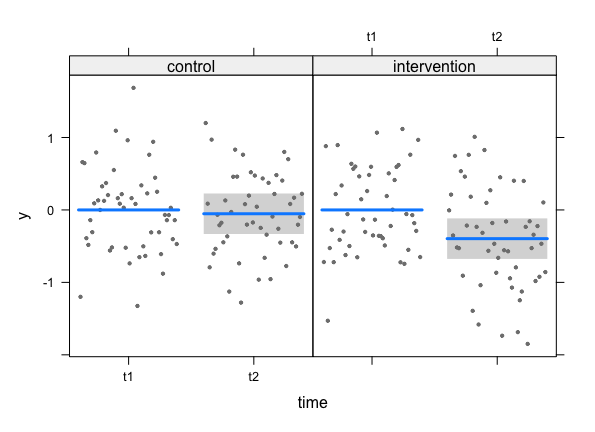 t1 t2
control intervention
y
1
0
-1
t1 t2
time